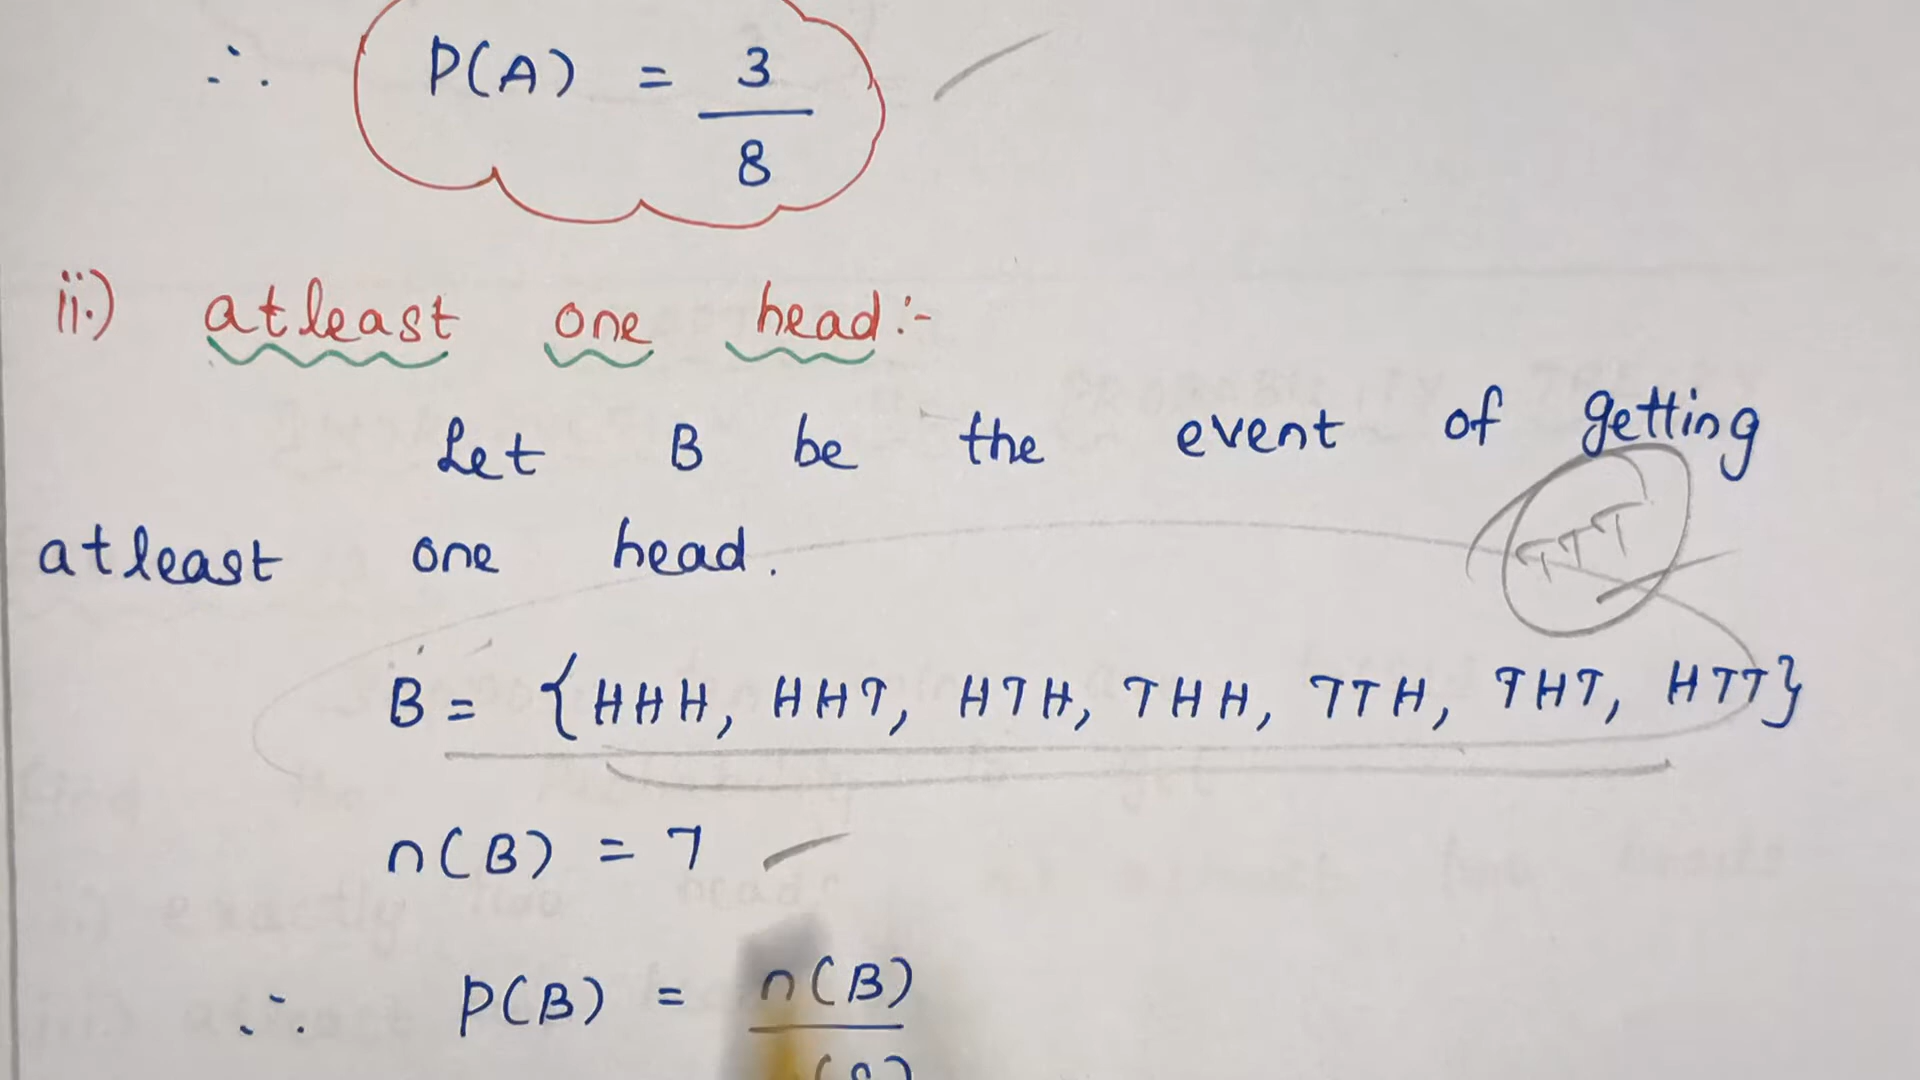 ∴ P(A) = 3/8
ii.) atleast one head:-
Let B be the event of getting
atleast one head.
TTT
B = {HHH, HHT, HTH, THH, TTH, THT, HTT}
n(B) = 7
∴ P(B) = n(B)